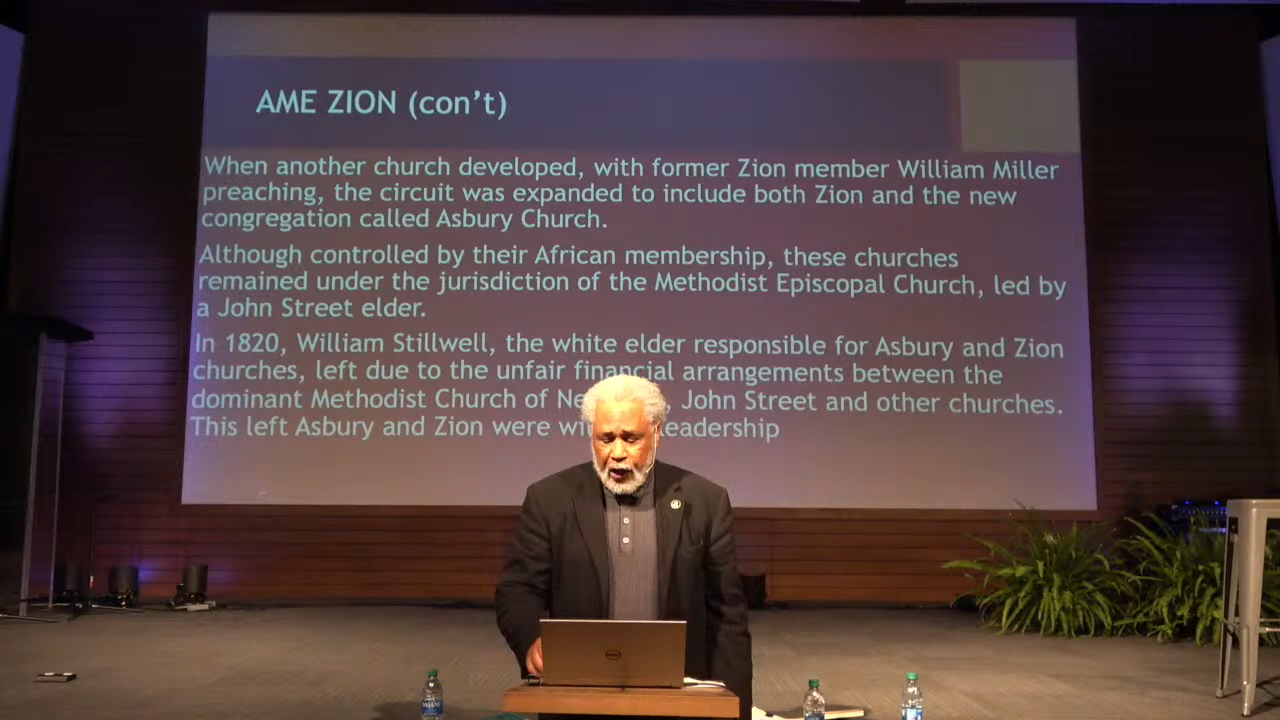 AME ZION (con't)
When another church developed, with former Zion member William Miller
preaching, the circuit was expanded to include both Zion and the new
congregation called Asbury Church.
Although controlled by their African membership, these churches
remained under the jurisdiction of the Methodist Episcopal Church, led by
a John Street elder.
In 1820, William Stillwell, the white elder responsible for Asbury and Zion
churches, left due to the unfair financial arrangements between the
dominant Methodist Church of John Street and other churches.
This left Asbury and Zion were
DELL